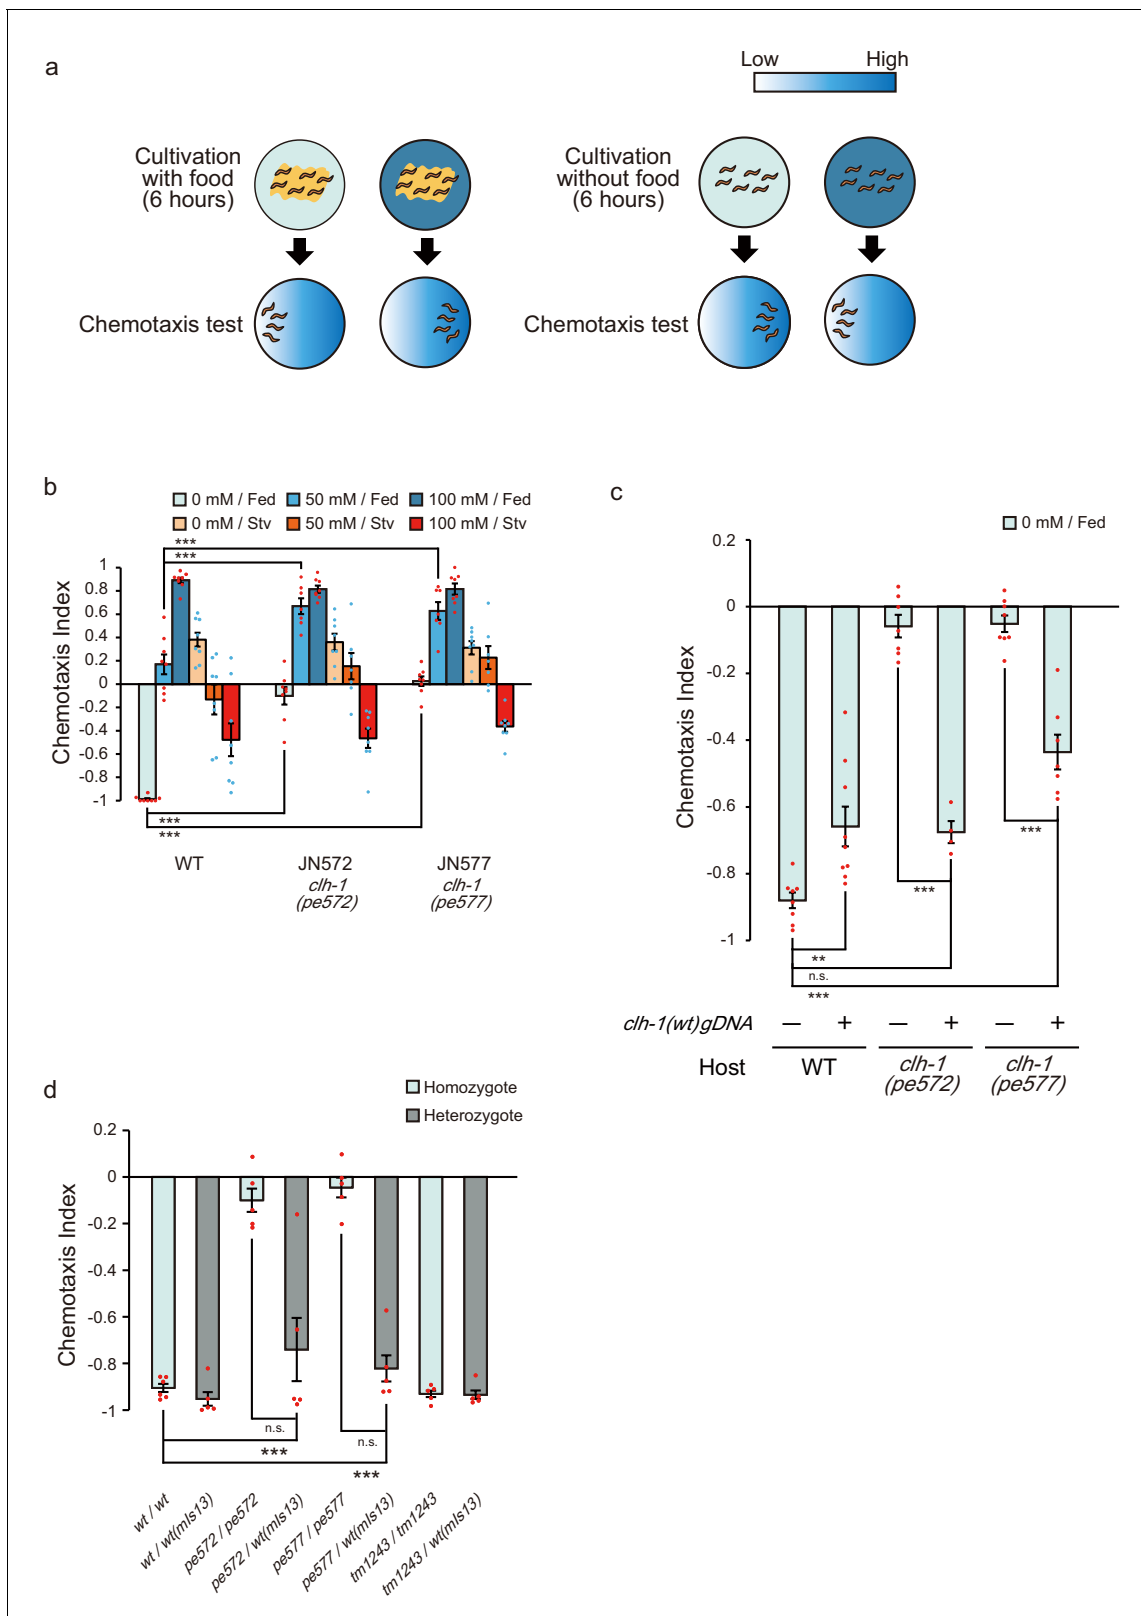 a
Low High
Cultivation
with food
(6 hours)
Cultivation
without food
(6 hours)
Chemotaxis test
Chemotaxis test
b
0 mM / Fed 50 mM / Fed 100 mM / Fed
0 mM / Stv 50 mM / Stv 100 mM / Stv
***
***
Chemotaxis Index
1
0.8
0.6
0.4
0.2
0
-0.2
-0.4
-0.6
-0.8
-1
***
***
WT
JN572
clh-1
(pe572)
JN577
clh-1
(pe577)
c
0 mM / Fed
Chemotaxis Index
0.2
0
-0.2
-0.4
-0.6
-0.8
-1
***
***
**
n.s.
***
clh-1(wt)gDNA — + — + — +
Host WT
clh-1
(pe572)
clh-1
(pe577)
d
Homozygote
Heterozygote
Chemotaxis Index
0.2
0
-0.2
-0.4
-0.6
-0.8
-1
n.s.
n.s.
***
***
wt / wt
wt / wt(mIs13)
pe572 / pe572
pe572 / wt(mIs13)
pe577 / pe577
pe577 / wt(mIs13)
tm1243 / tm1243
tm1243 / wt(mIs13)